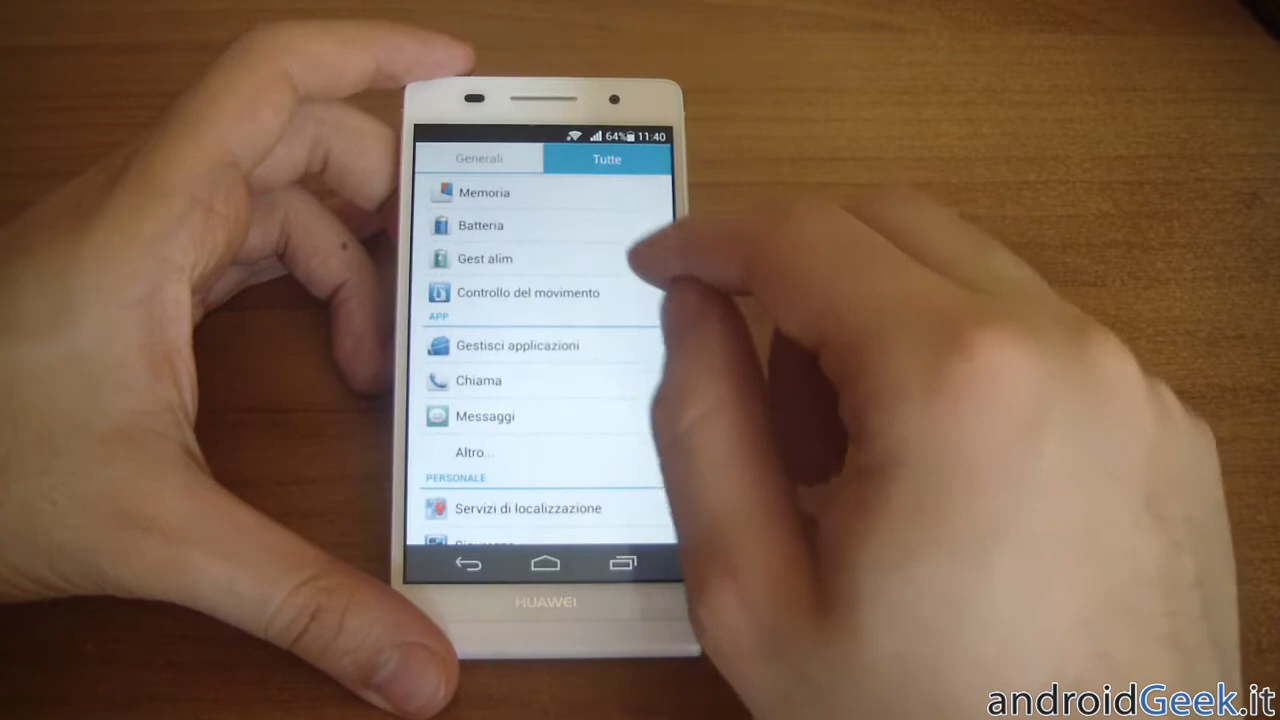 64% 11:40
Generali Tutte
Memoria
Batteria
Gest alim
Controllo del movimento
APP
Gestisci applicazioni
Chiama
Messaggi
Altro...
PERSONALE
Servizi di localizzazione
HUAWEI
androidGeek.it